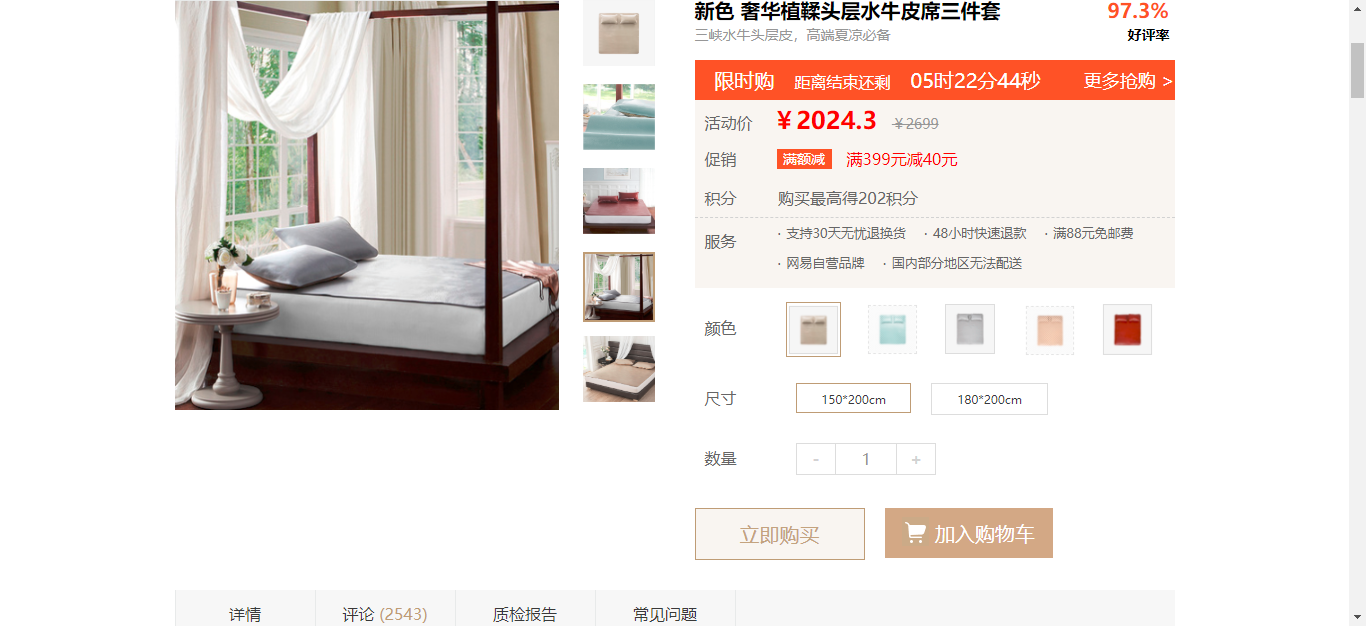 新色 奢华植鞣头层水牛皮席三件套
97.3%
三峡水牛头层皮，高端夏凉必备
好评率
限时购 距离结束还剩 05时22分44秒 更多抢购 >
活动价 ¥2024.3 ¥2699
促销 满额减 满399元减40元
积分 购买最高得202积分
服务 · 支持30天无忧退换货 · 48小时快速退款 · 满88元免邮费
· 网易自营品牌 · 国内部分地区无法配送
颜色
尺寸 150*200cm 180*200cm
数量 - 1 +
立即购买 加入购物车
详情 评论 (2543) 质检报告 常见问题